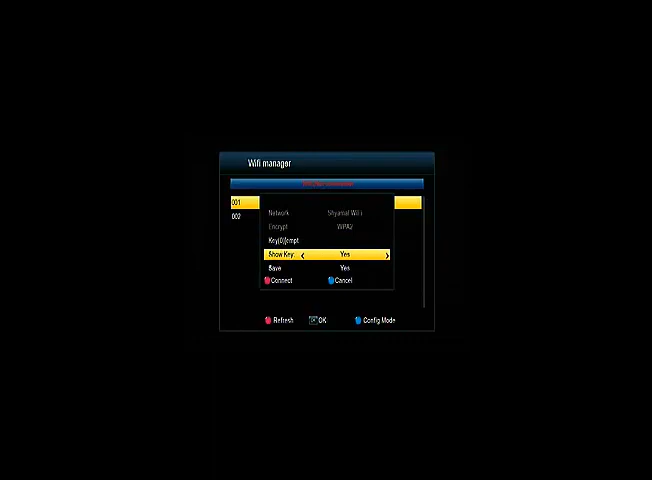 Wifi manager
001
002
Network Shyamal WiFi
Encrypt WPA2
Key(0)[empt
Show Key: Yes
Save Yes
Connect Cancel
Refresh OK Config Mode